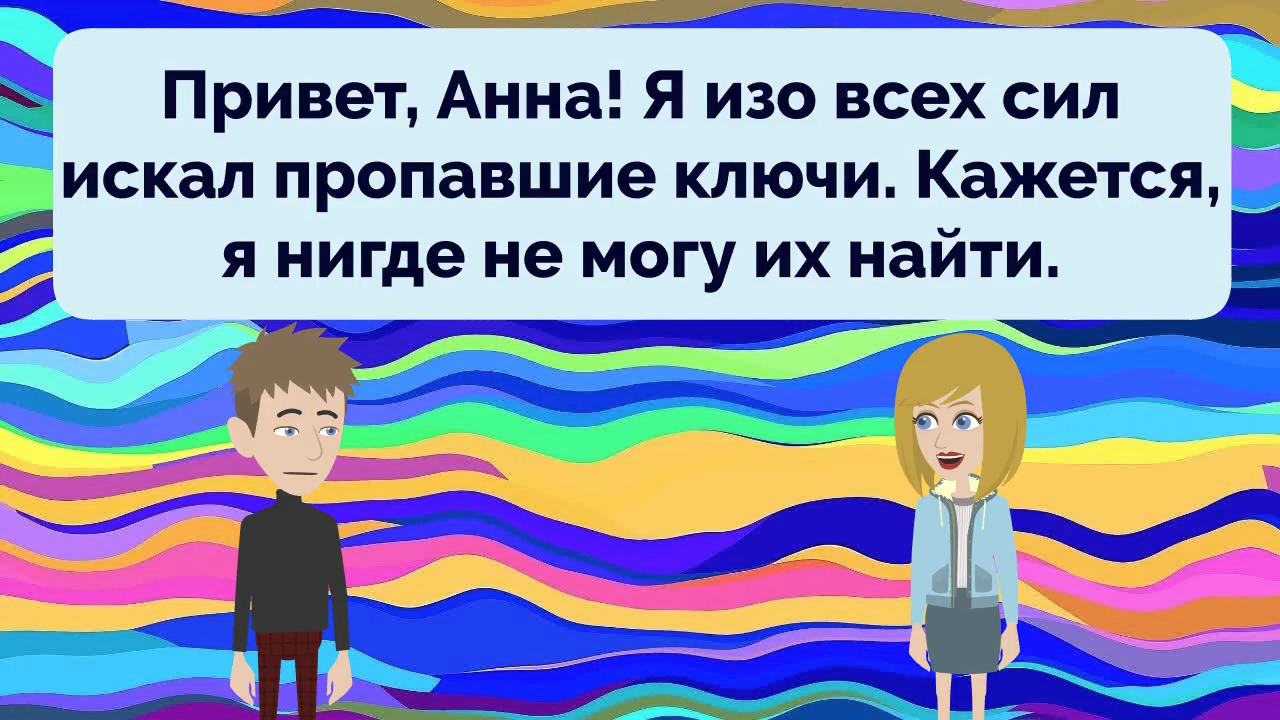 Привет, Анна! Я изо всех сил
искал пропавшие ключи. Кажется,
я нигде не могу их найти.